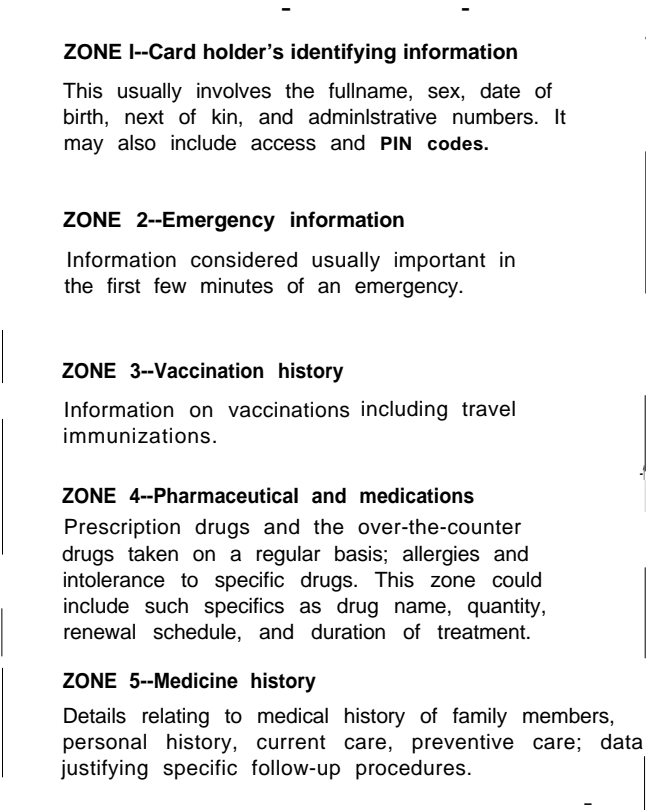 ZONE I--Card holder's identifying information
This usually involves the fullname, sex, date of
birth, next of kin, and adminlstrative numbers. It
may also include access and PIN codes.
ZONE 2--Emergency information
Information considered usually important in
the first few minutes of an emergency.
ZONE 3--Vaccination history
Information on vaccinations including travel
immunizations.
ZONE 4--Pharmaceutical and medications
Prescription drugs and the over-the-counter
drugs taken on a regular basis; allergies and
intolerance to specific drugs. This zone could
include such specifics as drug name, quantity,
renewal schedule, and duration of treatment.
ZONE 5--Medicine history
Details relating to medical history of family members,
personal history, current care, preventive care; data
justifying specific follow-up procedures.